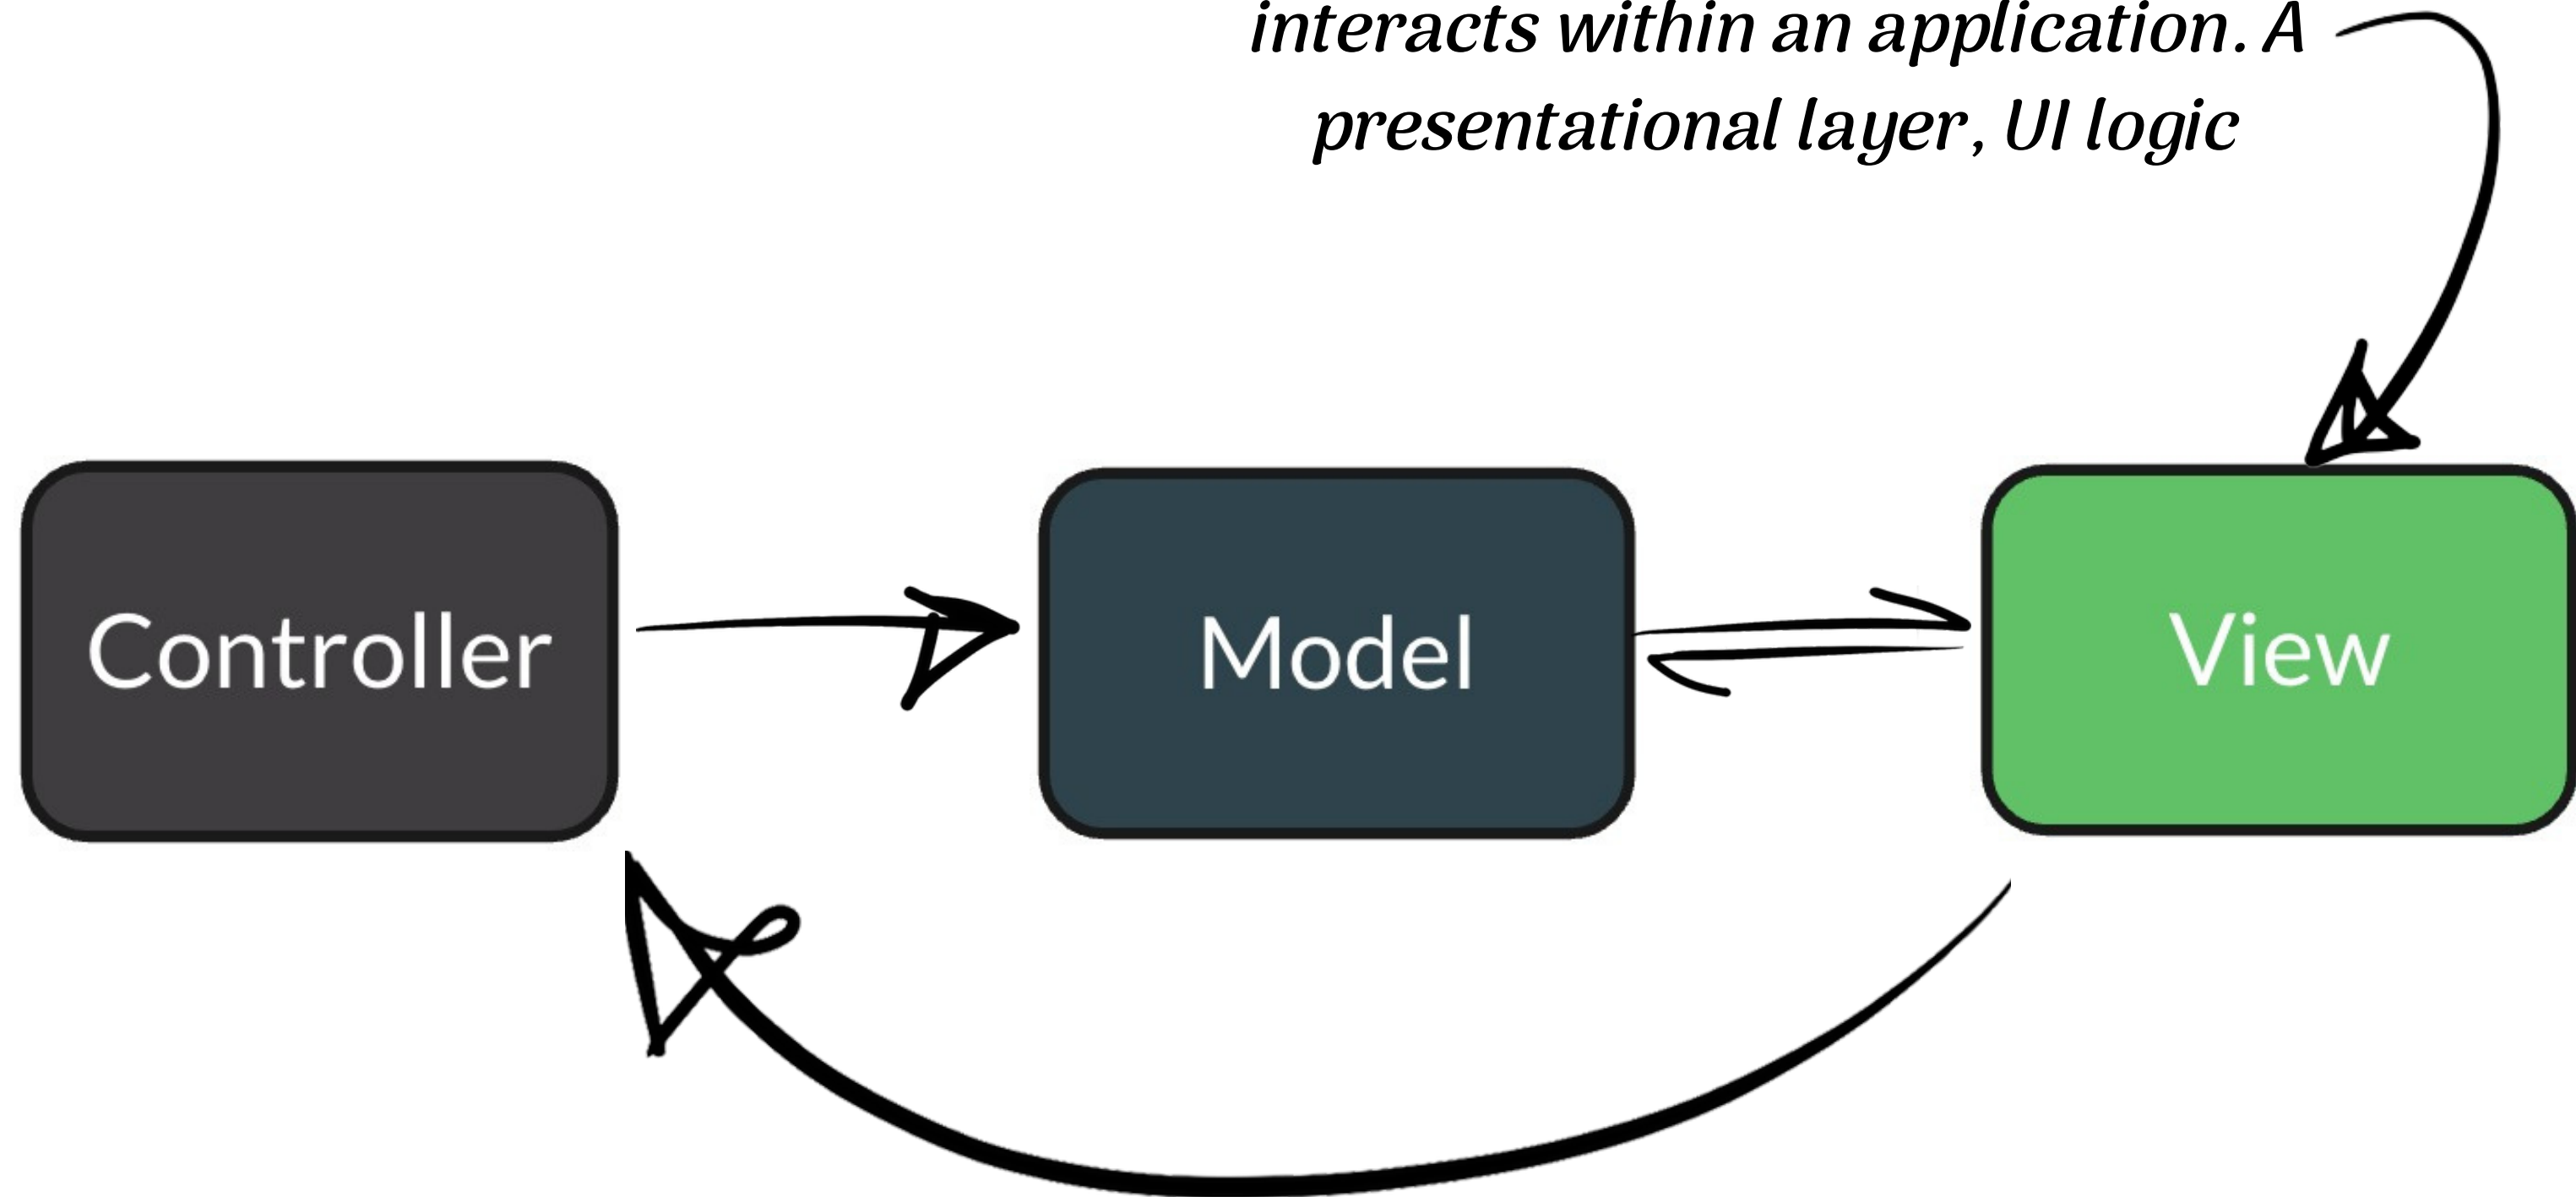 interacts within an application. A
presentational layer, UI logic
Controller
Model
View